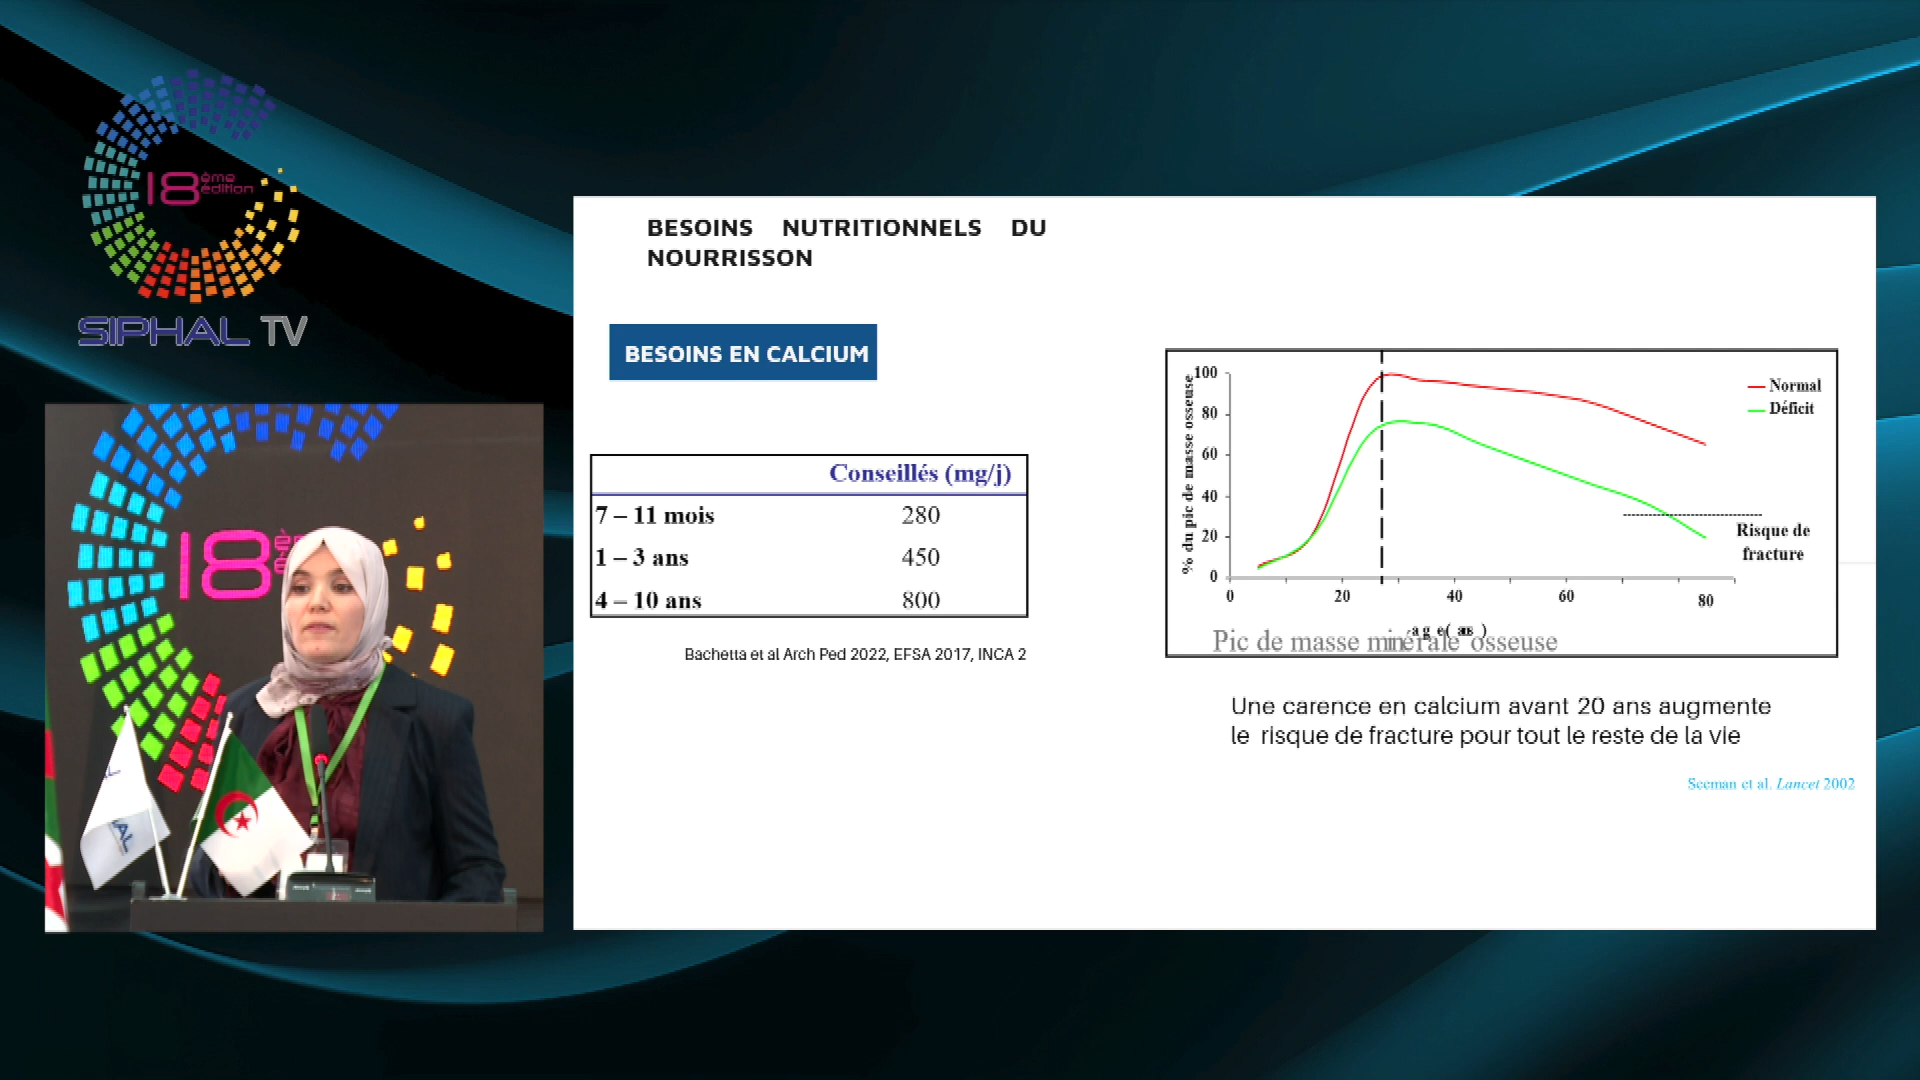 18ème
édition
SIPHAL TV
18
BESOINS NUTRITIONNELS DU
NOURRISSON
BESOINS EN CALCIUM
Conseillés (mg/j)
7 – 11 mois 280
1 – 3 ans 450
4 – 10 ans 800
Bachetta et al Arch Ped 2022, EFSA 2017, INCA 2
% du pic de masse osseuse
100
80
60
40
20
0
0 20 40 60 80
Normal
Déficit
Risque de
fracture
age (ans)
Pic de masse minérale osseuse
Une carence en calcium avant 20 ans augmente
le risque de fracture pour tout le reste de la vie
Seeman et al. Lancet 2002